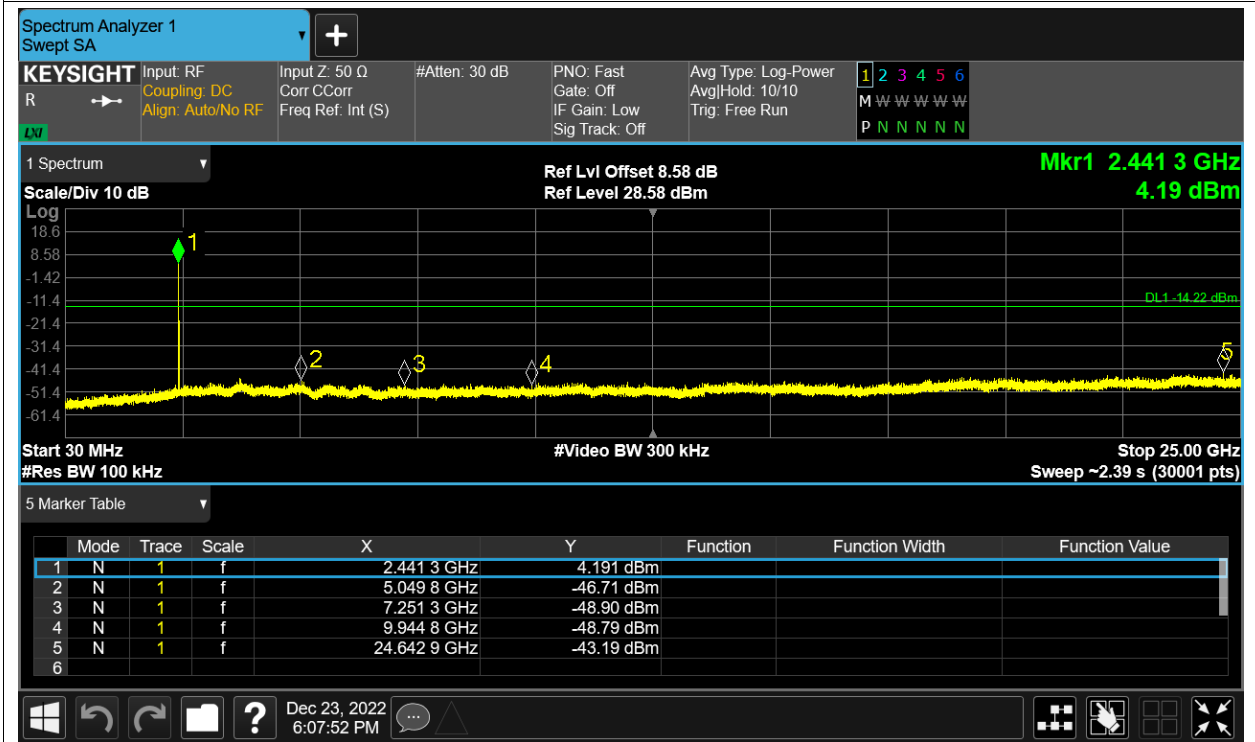 Spectrum Analyzer 1
Swept SA
KEYSIGHT
R
LXI
Input: RF
Coupling: DC
Align: Auto/No RF
Input Z: 50 Ω
Corr CCorr
Freq Ref: Int (S)
#Atten: 30 dB
PNO: Fast
Gate: Off
IF Gain: Low
Sig Track: Off
Avg Type: Log-Power
Avg|Hold: 10/10
Trig: Free Run
1 2 3 4 5 6
M W W W W W
P N N N N N
1 Spectrum
Scale/Div 10 dB
Ref Lvl Offset 8.58 dB
Ref Level 28.58 dBm
Mkr1 2.441 3 GHz
4.19 dBm
Log
18.6
8.58
-1.42
-11.4
-21.4
-31.4
-41.4
-51.4
-61.4
1
2
3
4
5
DL1 -14.22 dBm
Start 30 MHz
#Res BW 100 kHz
#Video BW 300 kHz
Stop 25.00 GHz
Sweep ~2.39 s (30001 pts)
5 Marker Table
Mode Trace Scale X Y Function Function Width Function Value
1 N 1 f 2.441 3 GHz 4.191 dBm
2 N 1 f 5.049 8 GHz -46.71 dBm
3 N 1 f 7.251 3 GHz -48.90 dBm
4 N 1 f 9.944 8 GHz -48.79 dBm
5 N 1 f 24.642 9 GHz -43.19 dBm
6
?
Dec 23, 2022
6:07:52 PM